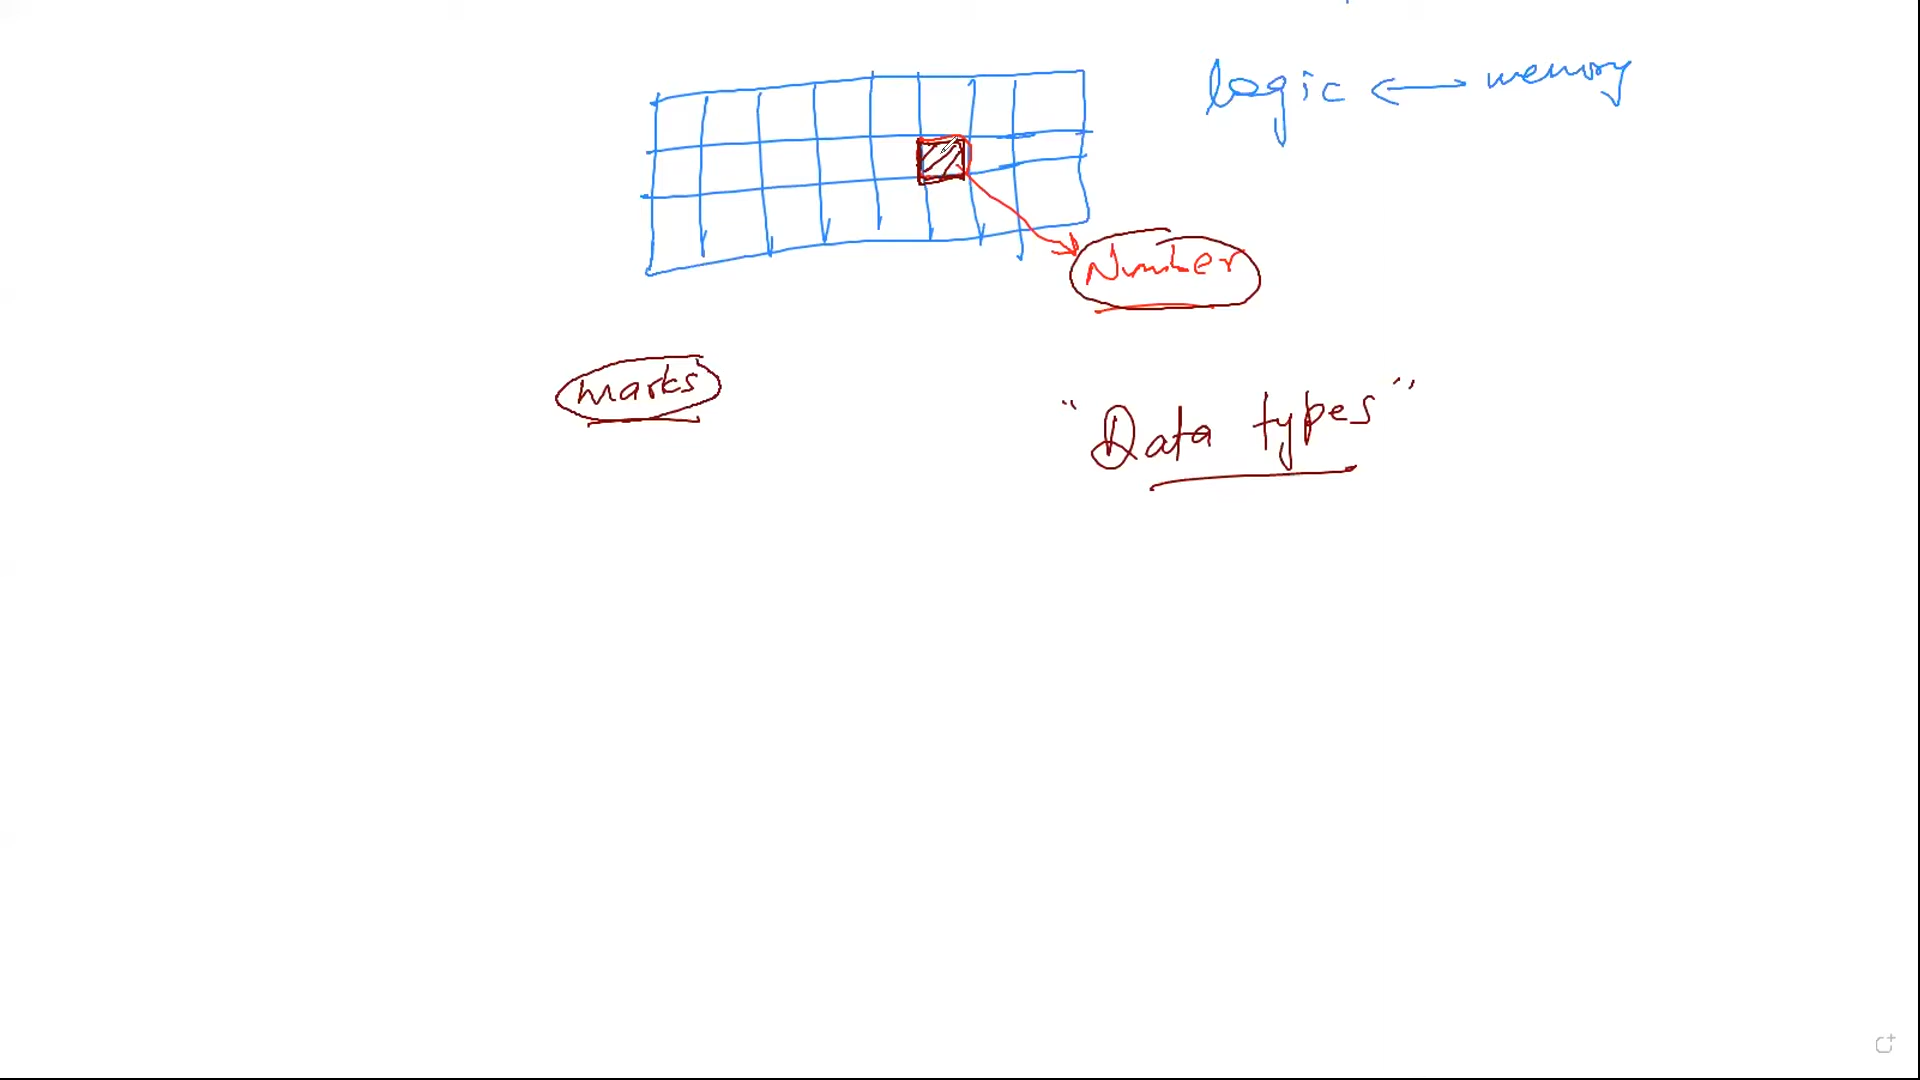 logic ⟷ memory
Number
marks
"Data types"